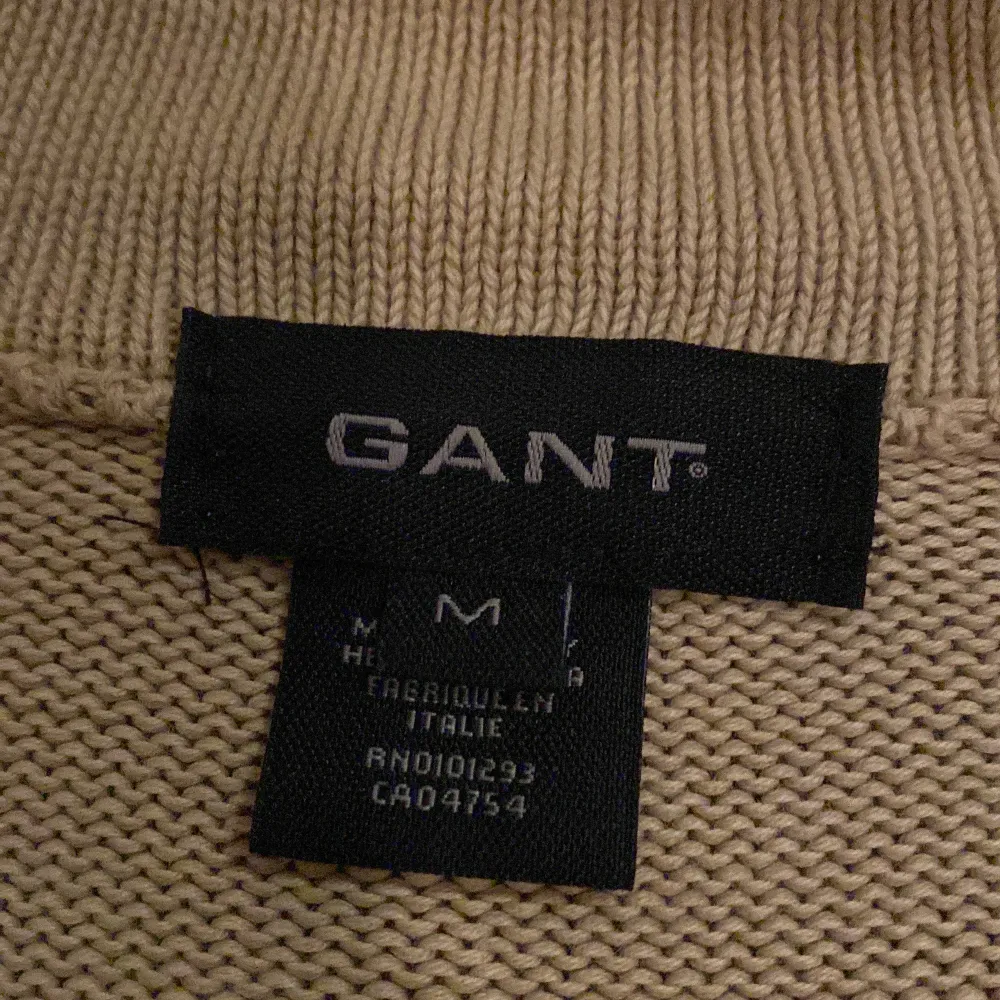 GANT®
M
FABRIQUE EN
ITALIE
RN0101293
CA04754